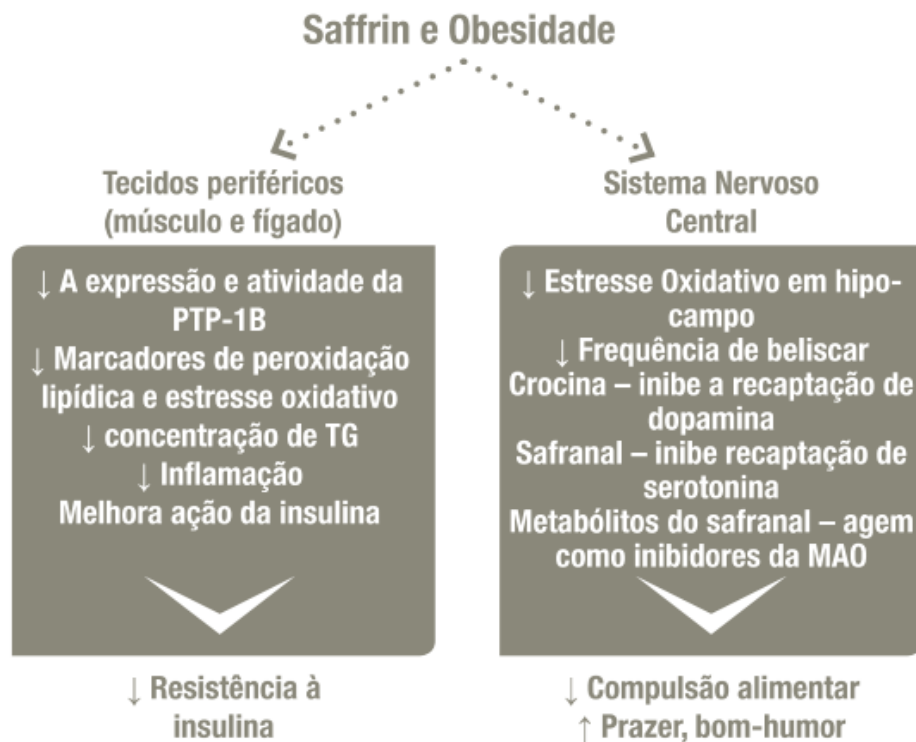 Saffrin e Obesidade
Tecidos periféricos
(músculo e fígado)
↓ A expressão e atividade da
PTP-1B
↓ Marcadores de peroxidação
lipídica e estresse oxidativo
↓ concentração de TG
↓ Inflamação
Melhora ação da insulina
↓ Resistência à
insulina
Sistema Nervoso
Central
↓ Estresse Oxidativo em hipo-
campo
↓ Frequência de beliscar
Crocina – inibe a recaptação de
dopamina
Safranal – inibe recaptação de
serotonina
Metabólitos do safranal – agem
como inibidores da MAO
↓ Compulsão alimentar
↑ Prazer, bom-humor